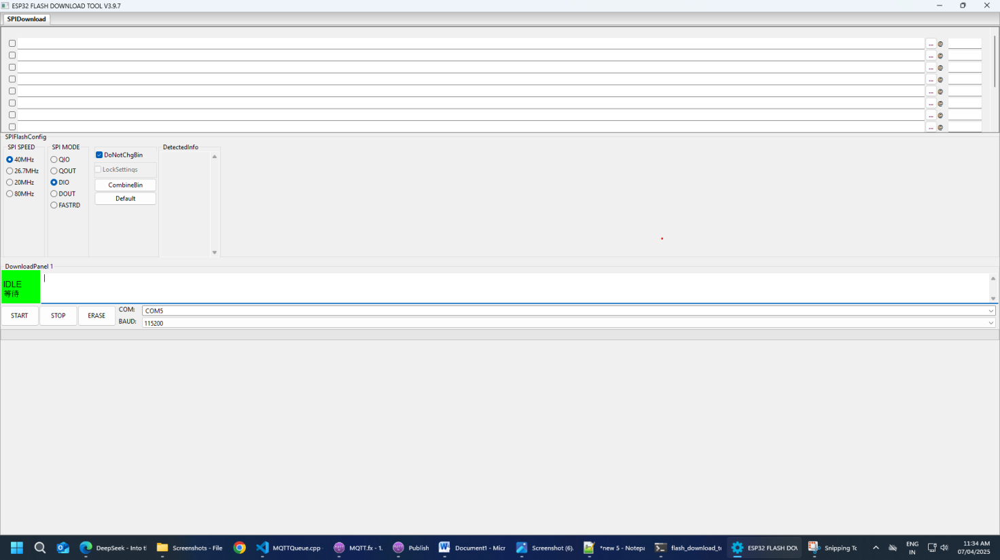 ESP32 FLASH DOWNLOAD TOOL V3.9.7
SPIDownload
... @
... @
... @
... @
... @
... @
... @
... @
SPIFlashConfig
SPI SPEED
40MHz
26.7MHz
20MHz
80MHz
SPI MODE
QIO
QOUT
DIO
DOUT
FASTRD
DoNotChgBin
LockSettings
CombineBin
Default
DetectedInfo
DownloadPanel 1
IDLE
等待
START STOP ERASE
COM: COM5
BAUD: 115200
DeepSeek - Into tl
Screenshots - File
MQTTQueue.cpp
MQTT.fx - 1.
Publish
Document1 - Micr
Screenshot (6).
*new 5 - Notepa
flash_download_to
ESP32 FLASH DOV
Snipping Tc
ENG
IN
11:34 AM
07/04/2025